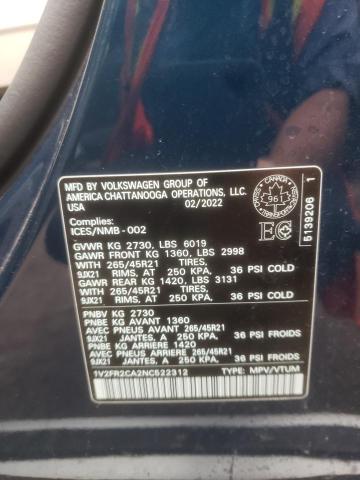 MFD BY VOLKSWAGEN GROUP OF
AMERICA CHATTANOOGA OPERATIONS, LLC.
USA 02/2022
CANADA
961
TRANSPORT
Complies:
ICES/NMB-002
GVWR KG 2730, LBS 6019
GAWR FRONT KG 1360, LBS 2998
WITH 265/45R21 TIRES,
9JX21 RIMS, AT 250 KPA, 36 PSI COLD
GAWR REAR KG 1420, LBS 3131
WITH 265/45R21 TIRES,
9JX21 RIMS, AT 250 KPA, 36 PSI COLD
PNBV KG 2730
PNBE KG AVANT 1360
AVEC PNEUS AVANT 265/45R21
9JX21 JANTES, A 250 KPA, 36 PSI FROIDS
PNBE KG ARRIERE 1420
AVEC PNEUS ARRIERE 265/45R21
9JX21 JANTES, A 250 KPA, 36 PSI FROIDS
1V2FR2CA2NC522312 TYPE: MPV/VTUM
5139206 1